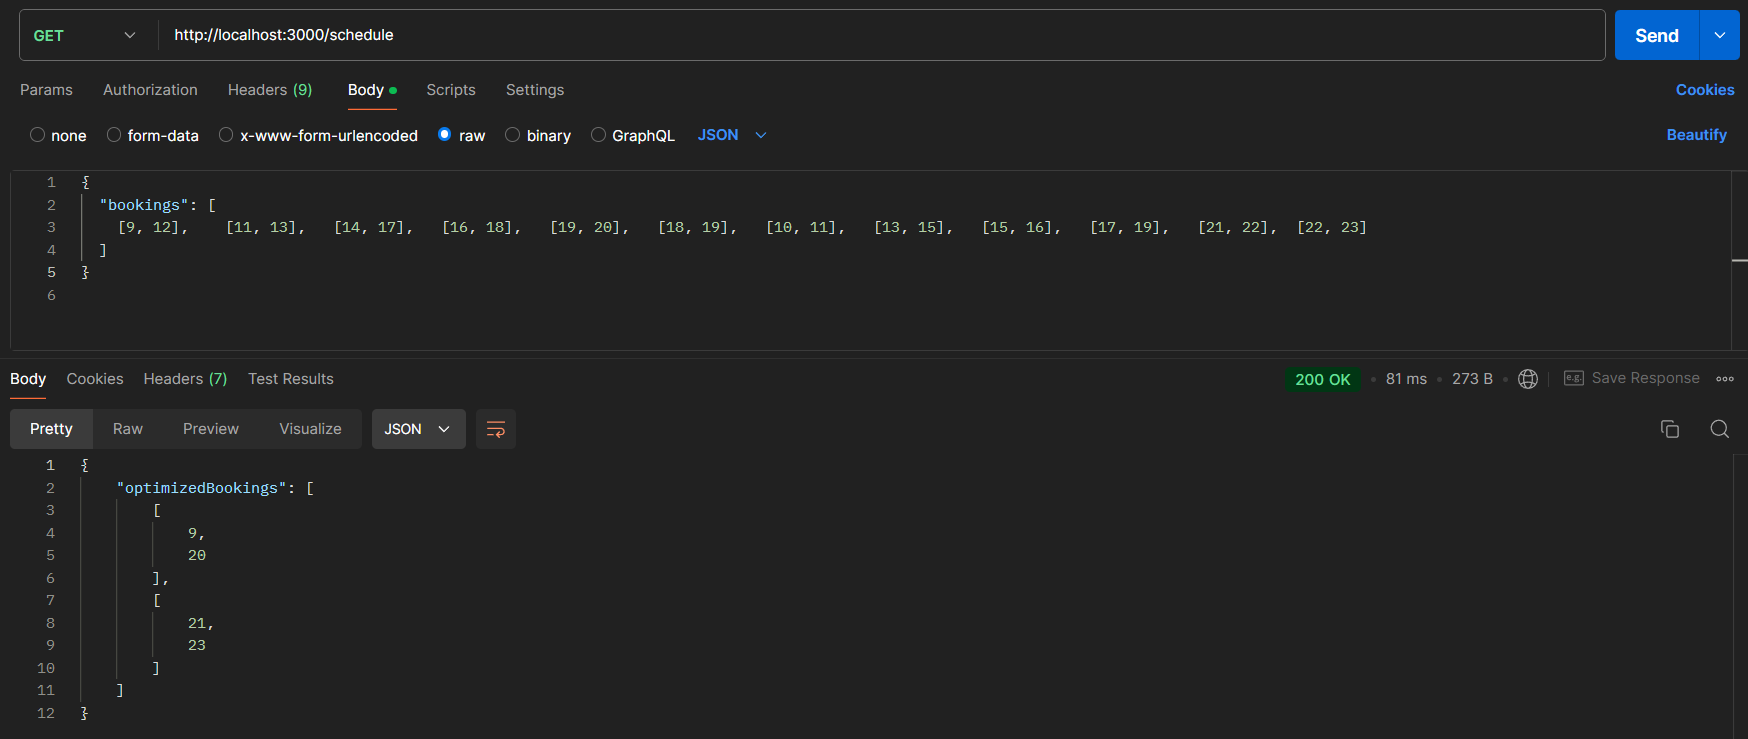 GET http://localhost:3000/schedule Send
Params Authorization Headers (9) Body Scripts Settings Cookies
none form-data x-www-form-urlencoded raw binary GraphQL JSON Beautify
1 {
2 "bookings": [
3 [9, 12], [11, 13], [14, 17], [16, 18], [19, 20], [18, 19], [10, 11], [13, 15], [15, 16], [17, 19], [21, 22], [22, 23]
4 ]
5 }
6
Body Cookies Headers (7) Test Results 200 OK 81 ms 273 B e.g. Save Response
Pretty Raw Preview Visualize JSON
1 {
2 "optimizedBookings": [
3 [
4 9,
5 20
6 ],
7 [
8 21,
9 23
10 ]
11 ]
12 }